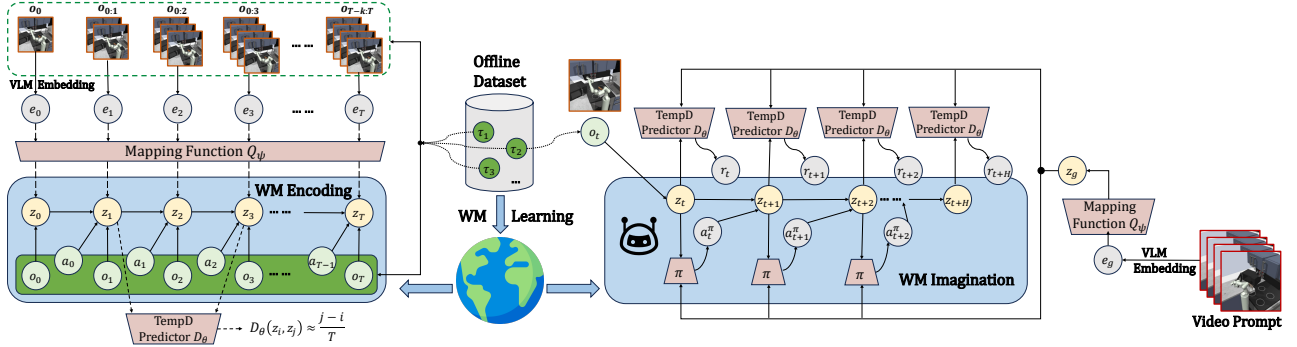 o_0
o_{0:1}
o_{0:2}
o_{0:3}
... ...
o_{T-k:T}
VLM Embedding
e_0
e_1
e_2
e_3
... ...
e_T
Mapping Function Q_ψ
WM Encoding
z_0
z_1
z_2
z_3
... ...
z_T
a_0
a_1
a_2
a_{T-1}
o_0
o_1
o_2
o_3
... ...
o_T
TempD
Predictor D_θ
D_θ(z_i, z_j) ≈ \frac{j - i}{T}
Offline
Dataset
τ_1
τ_2
τ_3
...
WM Learning
o_t
TempD
Predictor D_θ
TempD
Predictor D_θ
TempD
Predictor D_θ
TempD
Predictor D_θ
r_t
r_{t+1}
r_{t+2}
r_{t+H}
z_t
z_{t+1}
z_{t+2}
... ...
z_{t+H}
a_t^π
a_{t+1}^π
a_{t+2}^π
π
π
π
WM Imagination
z_g
Mapping
Function Q_ψ
e_g
VLM
Embedding
Video Prompt